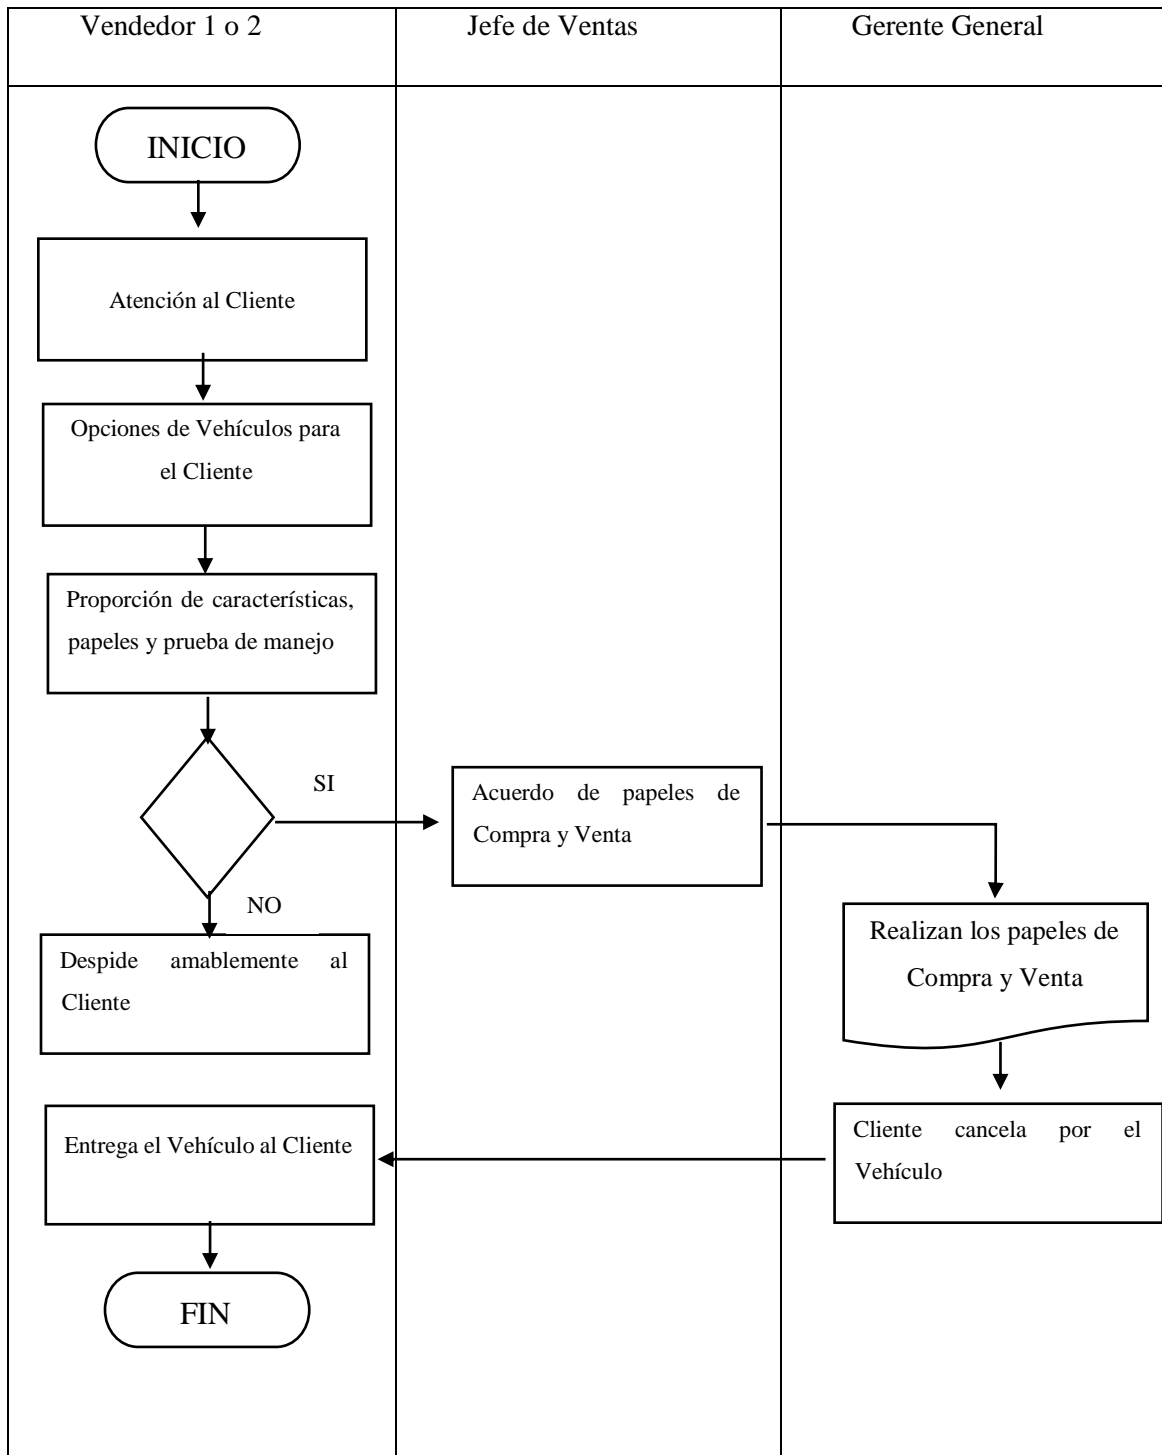 Vendedor 1 o 2
Jefe de Ventas
Gerente General
INICIO
Atención al Cliente
Opciones de Vehículos para
el Cliente
Proporción de características,
papeles y prueba de manejo
SI
Acuerdo de papeles de
Compra y Venta
NO
Despide amablemente al
Cliente
Realizan los papeles de
Compra y Venta
Cliente cancela por el
Vehículo
Entrega el Vehículo al Cliente
FIN